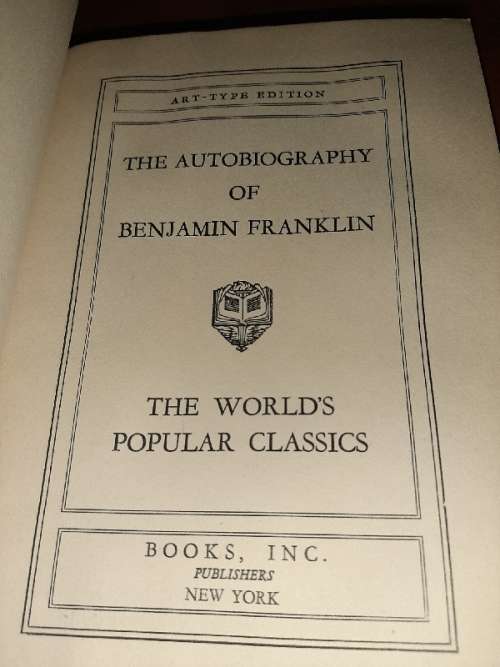 ART-TYPE EDITION
THE AUTOBIOGRAPHY
OF
BENJAMIN FRANKLIN
THE WORLD'S
POPULAR CLASSICS
BOOKS, INC.
PUBLISHERS
NEW YORK